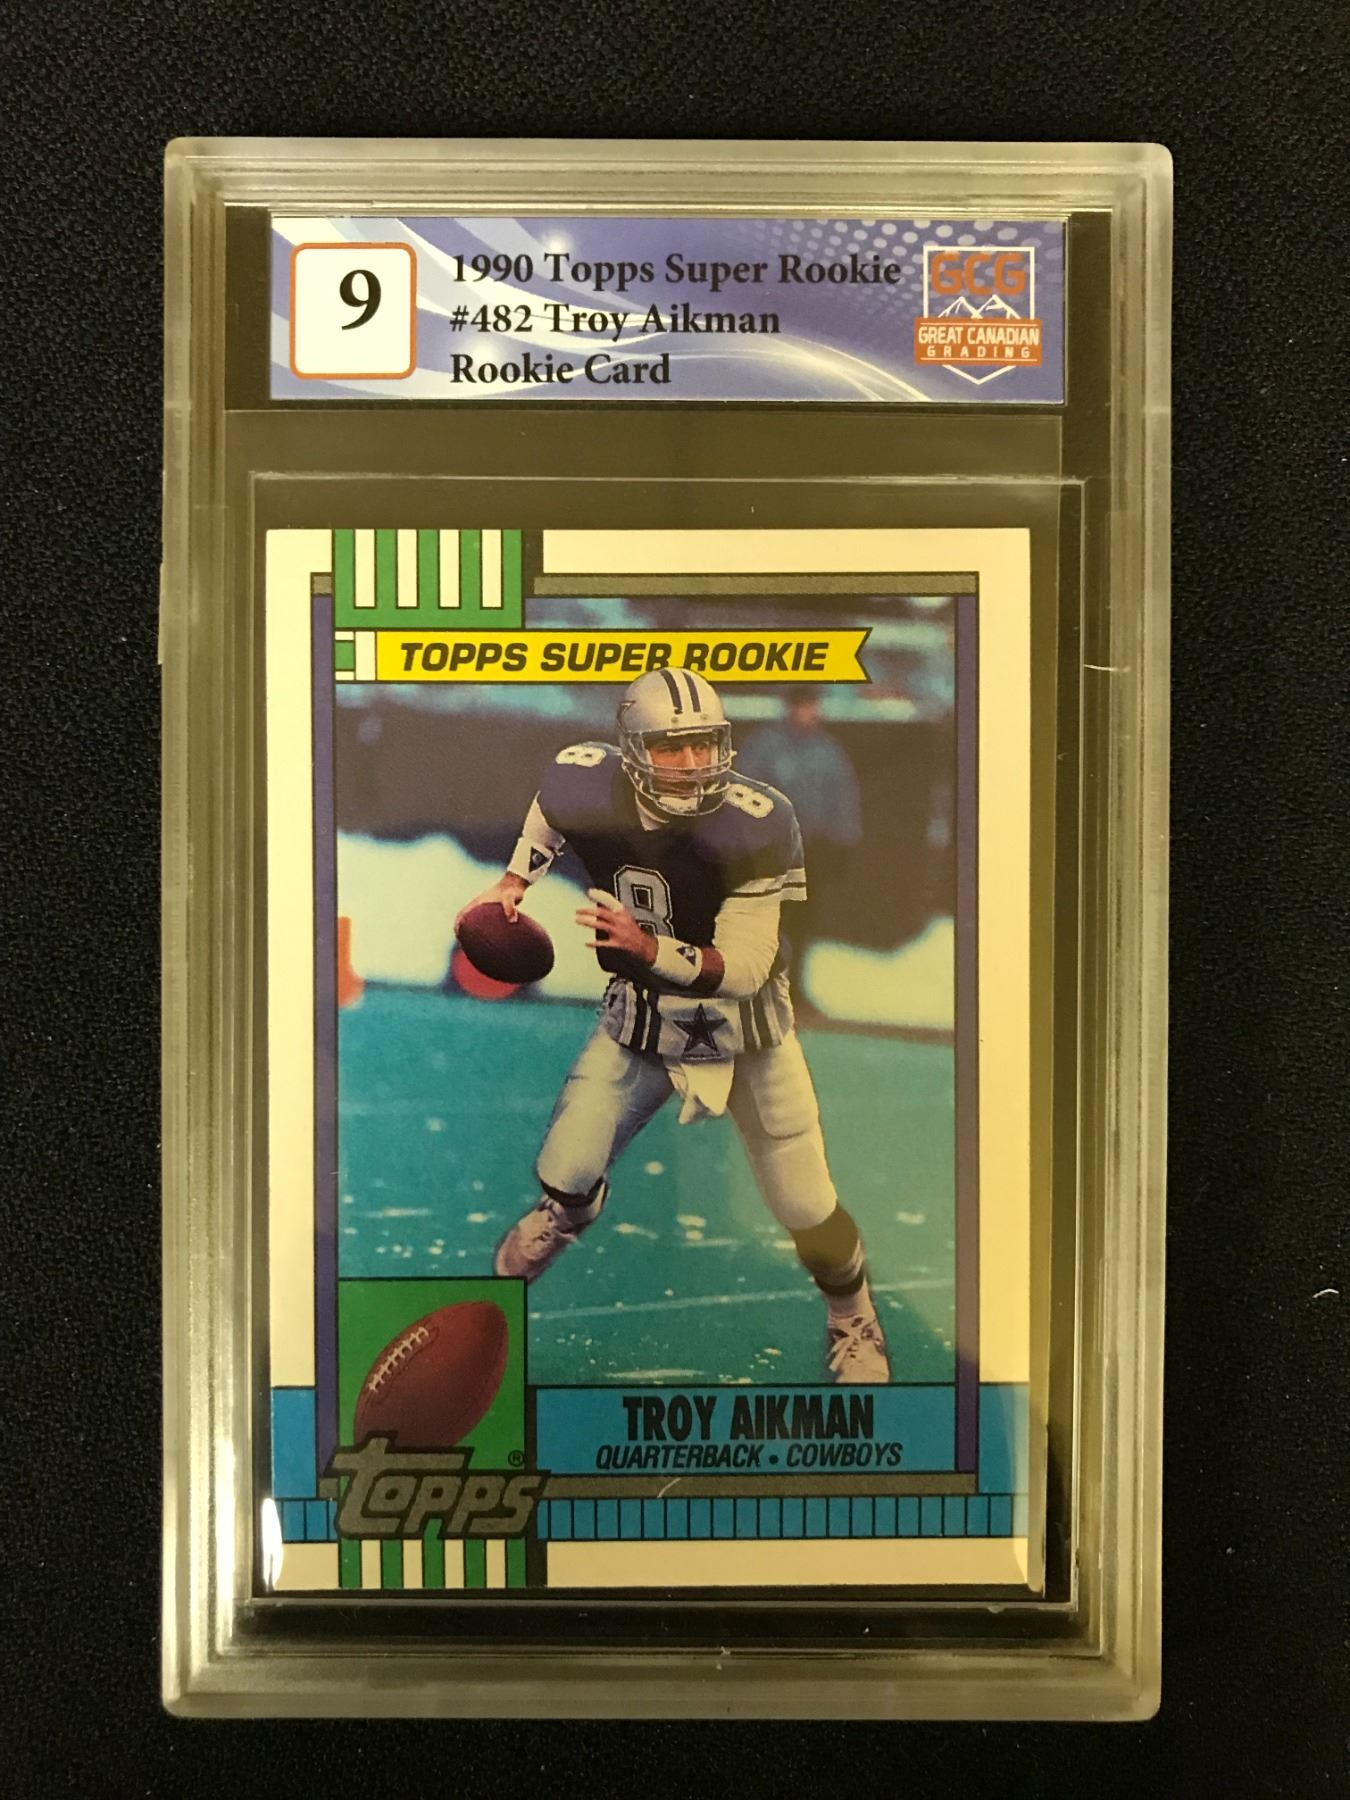 9
1990 Topps Super Rookie
#482 Troy Aikman
Rookie Card
GCG
GREAT CANADIAN
GRADING
TOPPS SUPER ROOKIE
8
8
8
TROY AIKMAN
QUARTERBACK • COWBOYS
topps®